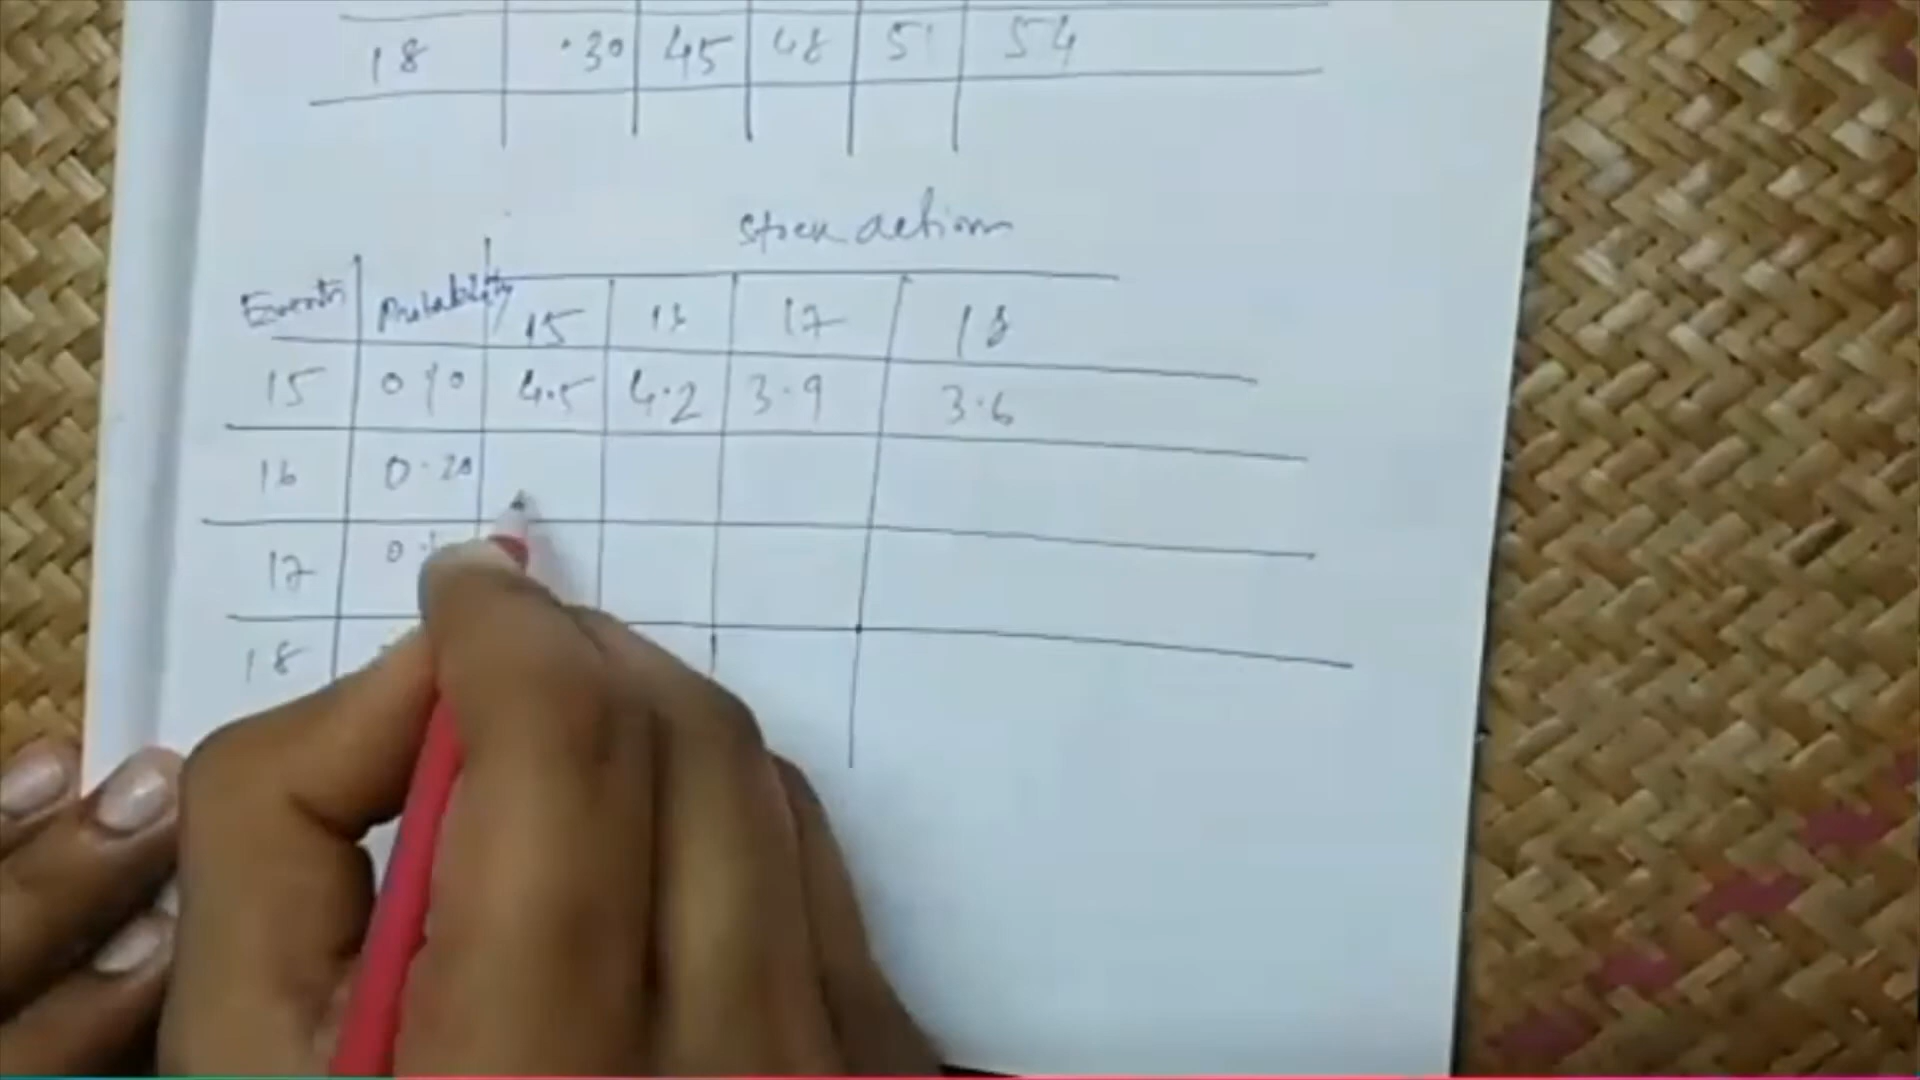 18 .30 45 48 51 54
Stock actions
Events Probability 15 16 17 18
15 0.10 4.5 4.2 3.9 3.6
16 0.20
17
18